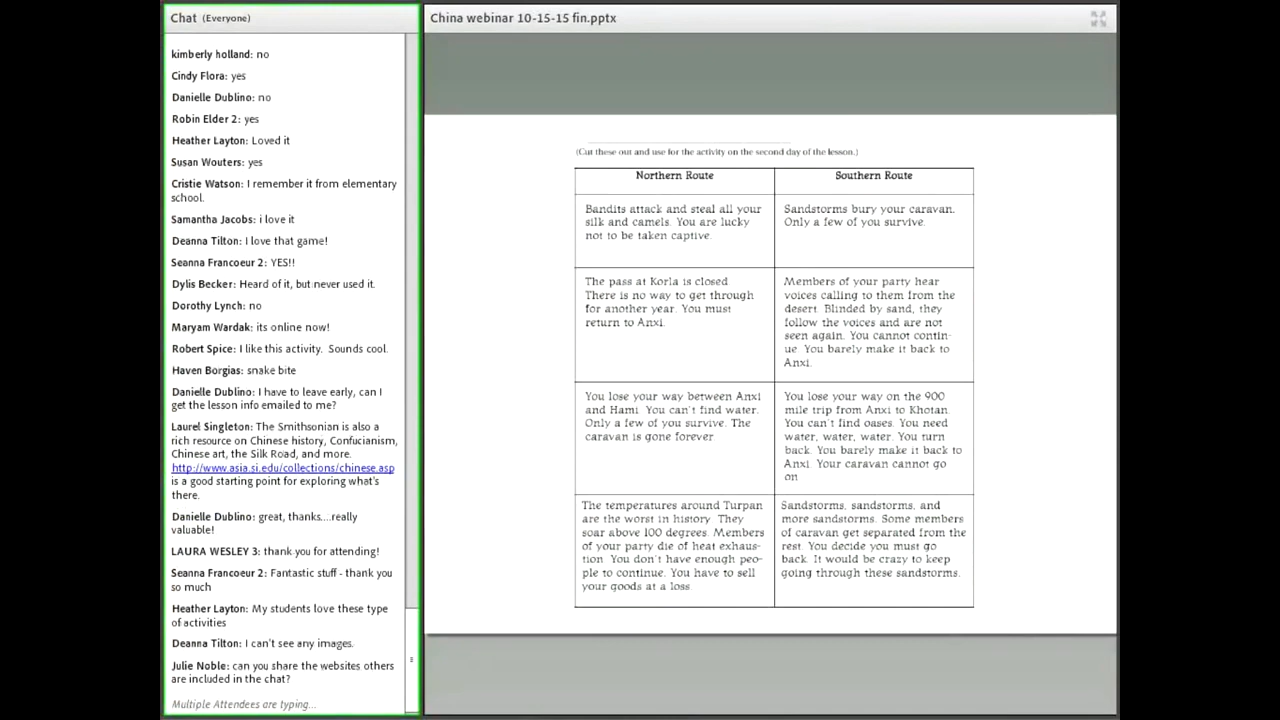 Chat (Everyone)
kimberly holland: no
Cindy Flora: yes
Danielle Dublino: no
Robin Elder 2: yes
Heather Layton: Loved it
Susan Wouters: yes
Cristie Watson: I remember it from elementary
school.
Samantha Jacobs: i love it
Deanna Tilton: I love that game!
Seanna Francoeur 2: YES!!
Dylis Becker: Heard of it, but never used it.
Dorothy Lynch: no
Maryam Wardak: its online now!
Robert Spice: I like this activity.  Sounds cool.
Haven Borgias: snake bite
Danielle Dublino: I have to leave early, can I
get the lesson info emailed to me?
Laurel Singleton: The Smithsonian is also a
rich resource on Chinese history, Confucianism,
Chinese art, the Silk Road, and more.
http://www.asia.si.edu/collections/chinese.asp
is a good starting point for exploring what's
there.
Danielle Dublino: great, thanks....really
valuable!
LAURA WESLEY 3: thank you for attending!
Seanna Francoeur 2: Fantastic stuff - thank you
so much
Heather Layton: My students love these type
of activities
Deanna Tilton: I can't see any images.
Julie Noble: can you share the websites others
are included in the chat?
Multiple Attendees are typing...
China webinar 10-15-15 fin.pptx
(Cut these out and use for the activity on the second day of the lesson.)
Northern Route
Southern Route
Bandits attack and steal all your
silk and camels. You are lucky
not to be taken captive.
Sandstorms bury your caravan.
Only a few of you survive.
The pass at Korla is closed
There is no way to get through
for another year. You must
return to Anxi.
Members of your party hear
voices calling to them from the
desert. Blinded by sand, they
follow the voices and are not
seen again. You cannot contin-
ue. You barely make it back to
Anxi.
You lose your way between Anxi
and Hami. You can't find water.
Only a few of you survive. The
caravan is gone forever
You lose your way on the 900
mile trip from Anxi to Khotan.
You can't find oases. You need
water, water, water. You turn
back. You barely make it back to
Anxi. Your caravan cannot go
on
The temperatures around Turpan
are the worst in history. They
soar above 100 degrees. Members
of your party die of heat exhaus-
tion. You don't have enough peo-
ple to continue. You have to sell
your goods at a loss.
Sandstorms, sandstorms, and
more sandstorms. Some members
of caravan get separated from the
rest. You decide you must go
back. It would be crazy to keep
going through these sandstorms.